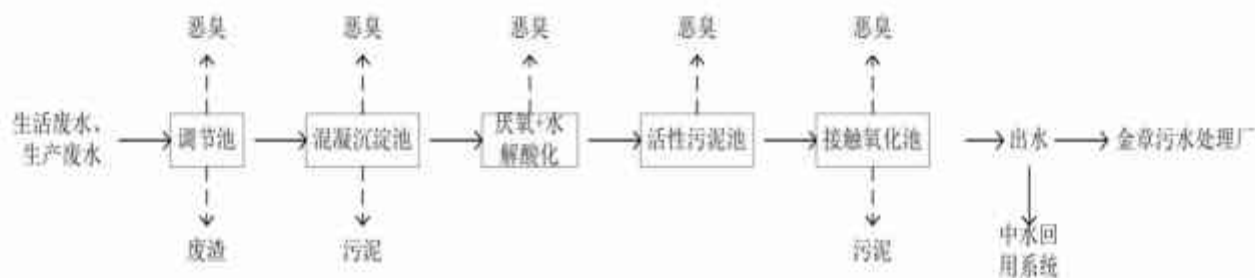 恶臭
恶臭
恶臭
恶臭
恶臭
生活废水、
生产废水
调节池
混凝沉淀池
厌氧+水
解酸化
活性污泥池
接触氧化池
出水
金章污水处理厂
废渣
污泥
污泥
中水回
用系统